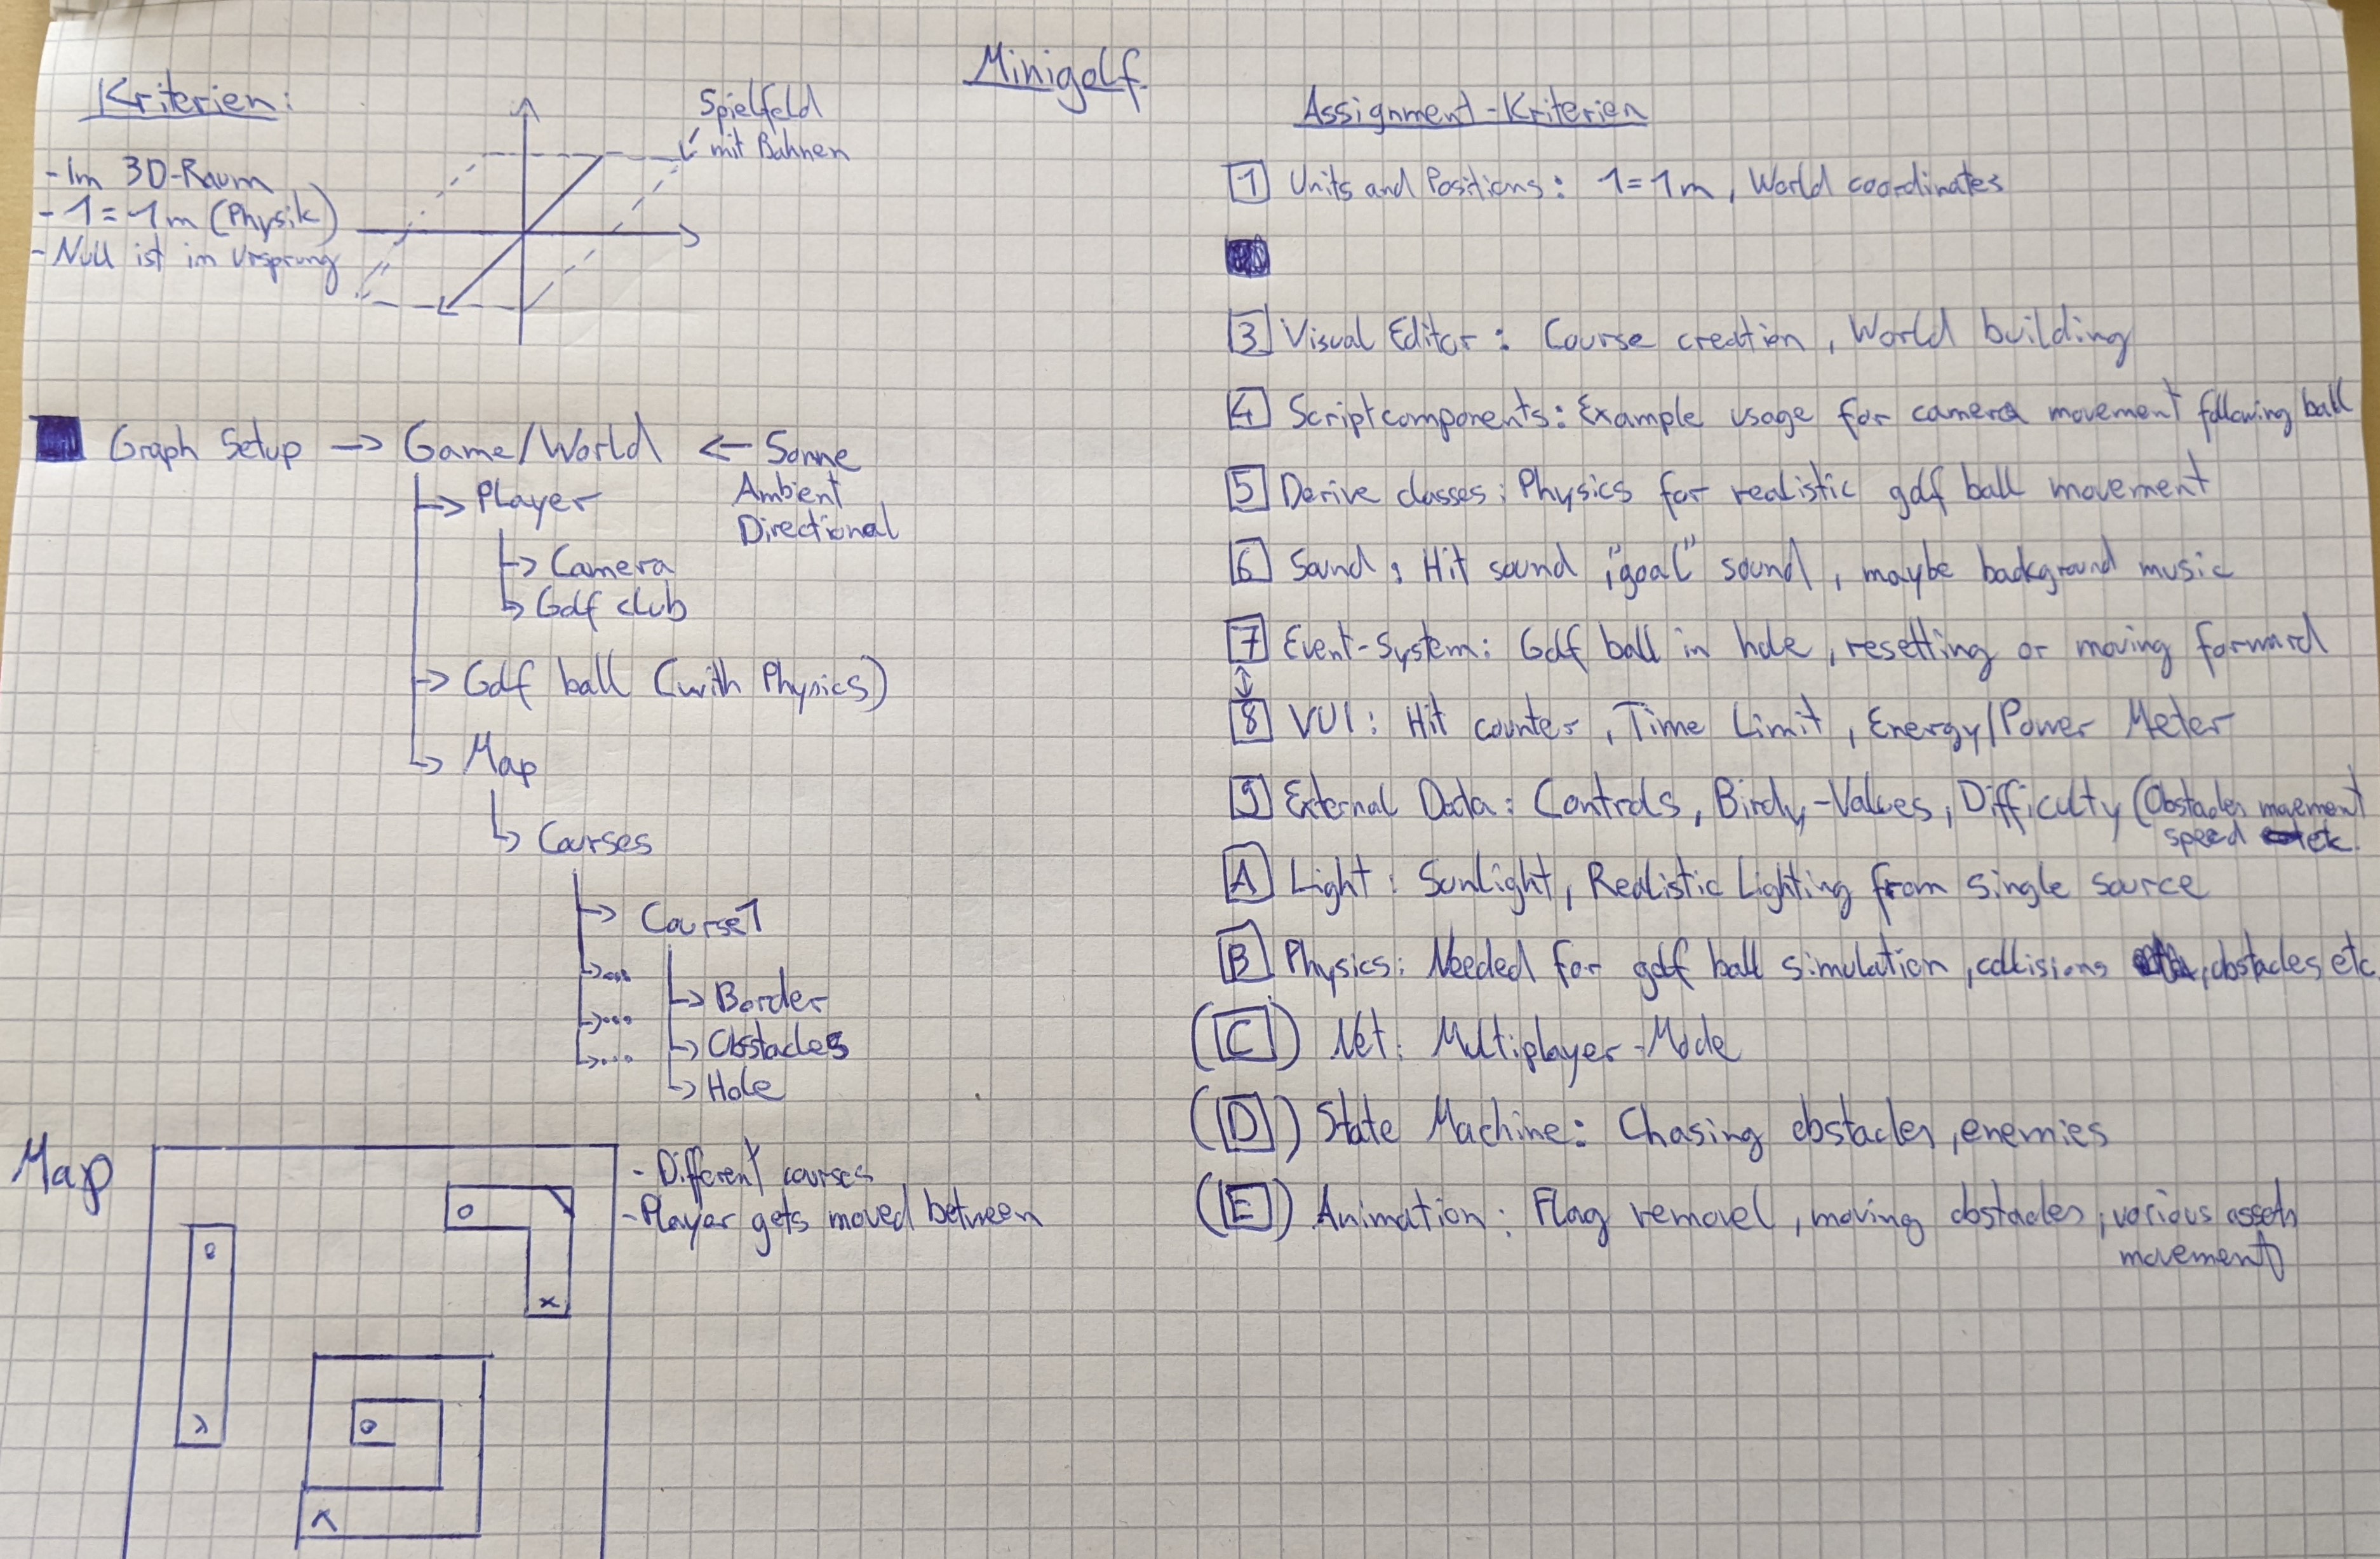 Minigolf
Kriterien:
- Im 3D-Raum
- 1 = 1m (Physik)
- Null ist im Ursprung
Spielfeld
mit Bahnen
Graph Setup -> Game/World <- Sonne
Ambient
Directional
-> Player
-> Camera
-> Golf club
-> Golf ball (with Physics)
-> Map
-> Courses
-> Course1
-> ...
-> ...
-> ...
-> Border
-> Obstacles
-> Hole
Map
- Different courses
- Player gets moved between
Assignment-Kriterien
1 Units and Positions: 1=1m, World coordinates
3 Visual Editor: Course creation, World building
4 Scriptcomponents: Example usage for camera movement following ball
5 Derive classes: Physics for realistic golf ball movement
6 Sound: Hit sound, "goal" sound, maybe background music
7 Event-System: Golf ball in hole, resetting or moving forward
8 VUI: Hit counter, Time Limit, Energy/Power Meter
9 External Data: Controls, Birdy-Values, Difficulty (Obstacles movement
speed etc.
A Light: Sunlight, Realistic Lighting from single source
B Physics: Needed for golf ball simulation, collisions, obstacles etc
(C) Net: Multiplayer-Mode
(D) State Machine: Chasing obstacles, enemies
(E) Animation: Flag removel, moving obstacles, various assets
movement